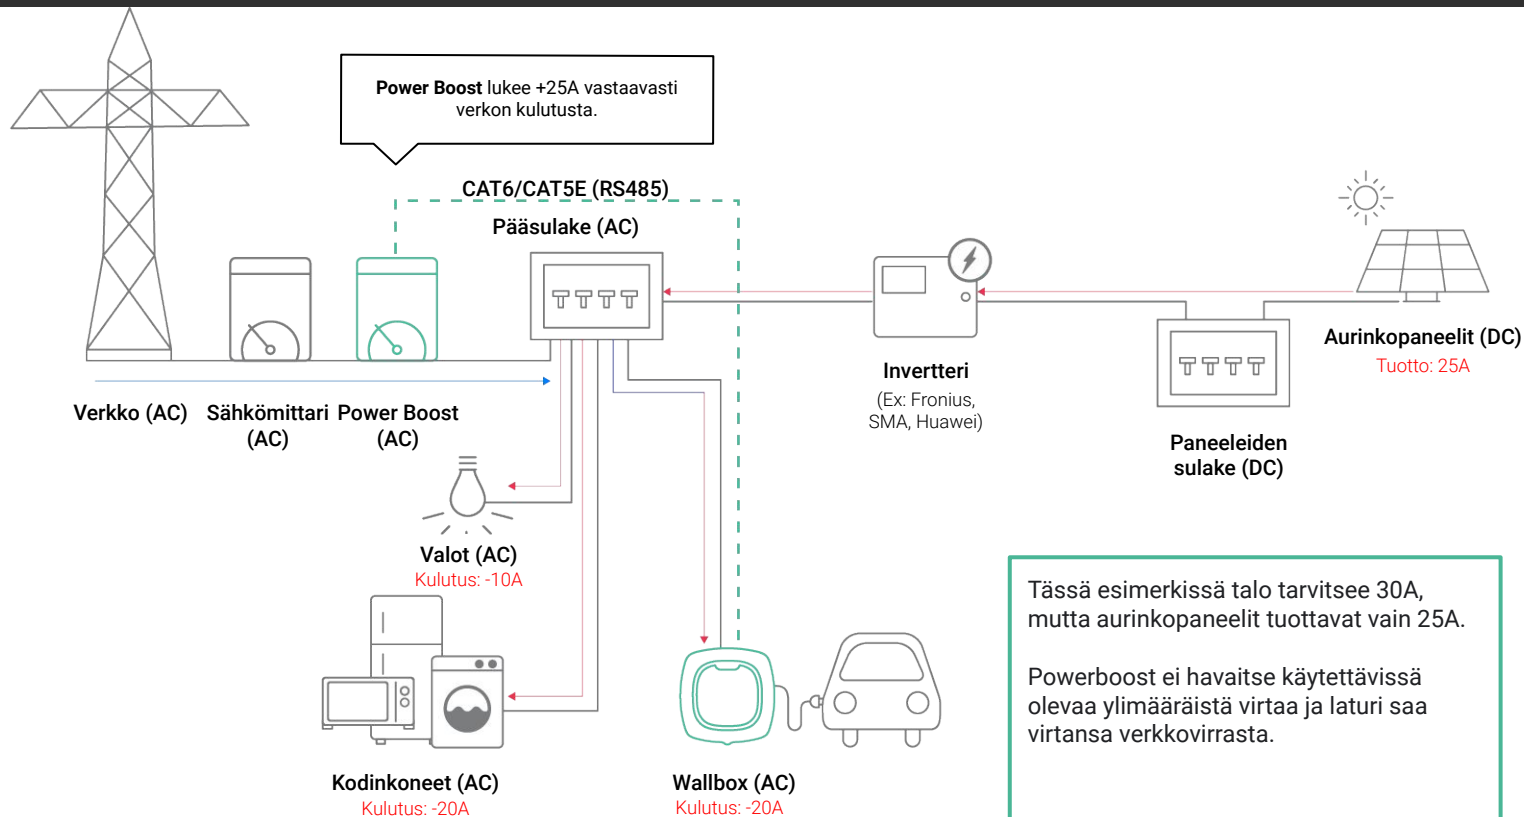 Power Boost lukee +25A vastaavasti
verkon kulutusta.
CAT6/CAT5E (RS485)
Pääsulake (AC)
Verkko (AC)
Sähkömittari
(AC)
Power Boost
(AC)
Invertteri
(Ex: Fronius,
SMA, Huawei)
Aurinkopaneelit (DC)
Tuotto: 25A
Paneeleiden
sulake (DC)
Valot (AC)
Kulutus: -10A
Kodinkoneet (AC)
Kulutus: -20A
Wallbox (AC)
Kulutus: -20A
Tässä esimerkissä talo tarvitsee 30A,
mutta aurinkopaneelit tuottavat vain 25A.
Powerboost ei havaitse käytettävissä
olevaa ylimääräistä virtaa ja laturi saa
virtansa verkkovirrasta.